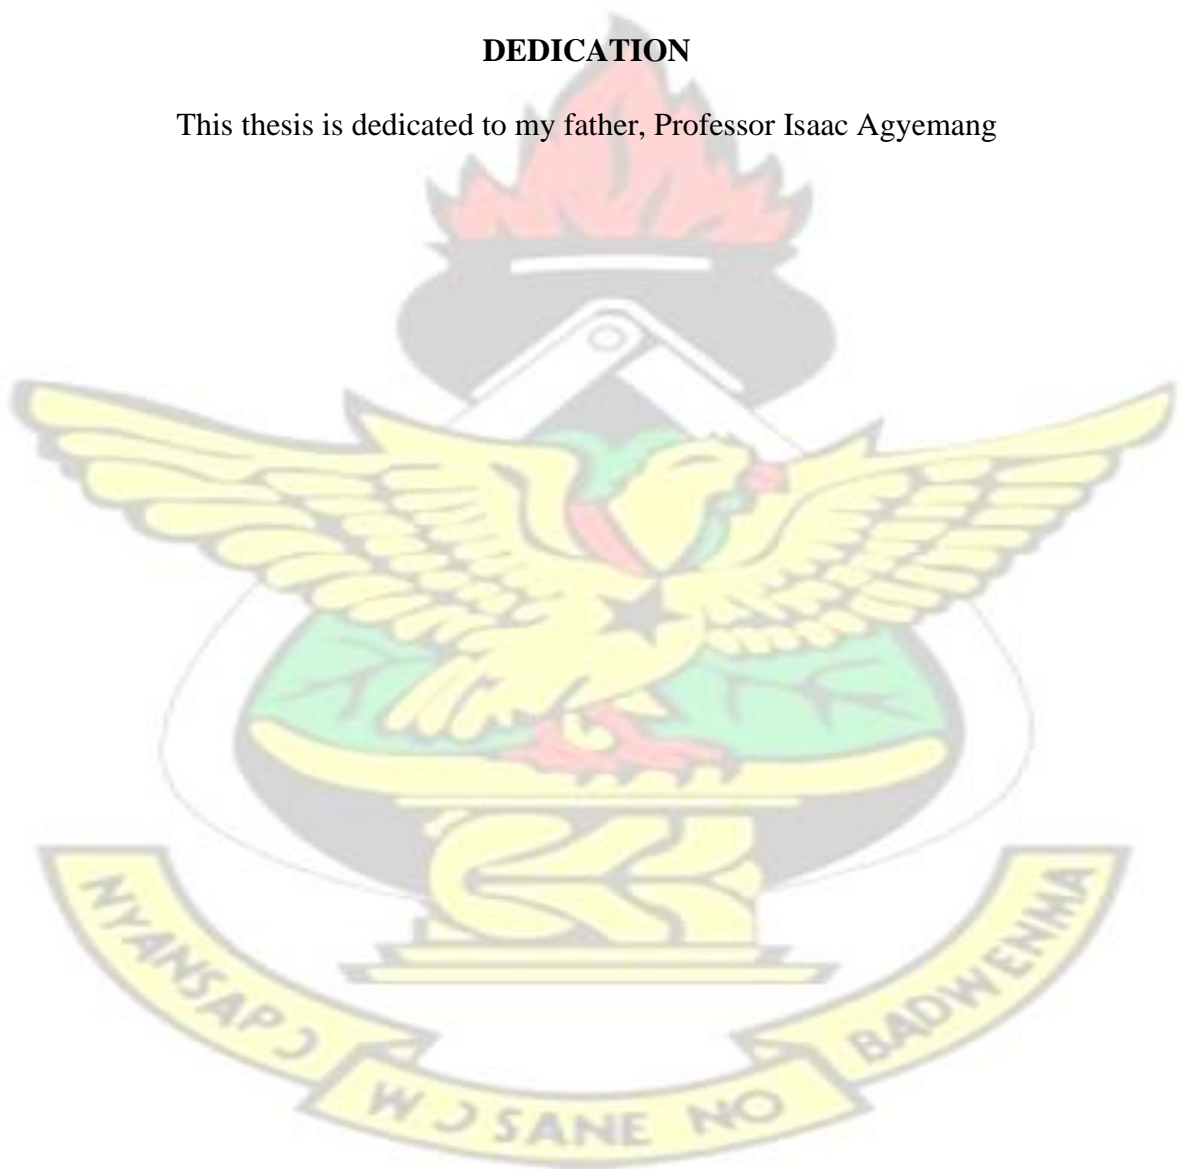 DEDICATION
This thesis is dedicated to my father, Professor Isaac Agyemang
NYANSAPƆ
WƆSANE NO
BADWENMA